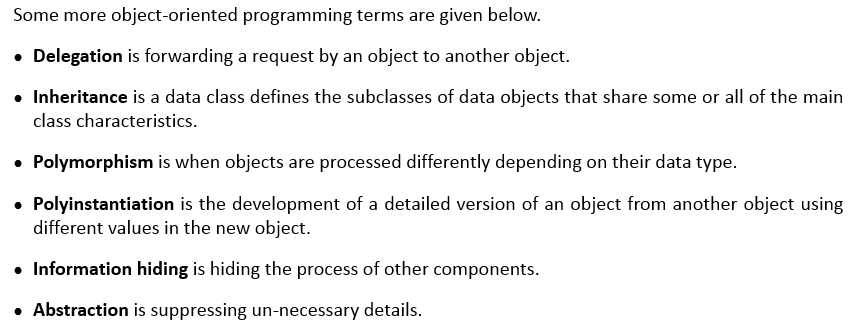 Some more object-oriented programming terms are given below.
• Delegation is forwarding a request by an object to another object.
• Inheritance is a data class defines the subclasses of data objects that share some or all of the main
class characteristics.
• Polymorphism is when objects are processed differently depending on their data type.
• Polyinstantiation is the development of a detailed version of an object from another object using
different values in the new object.
• Information hiding is hiding the process of other components.
• Abstraction is suppressing un-necessary details.